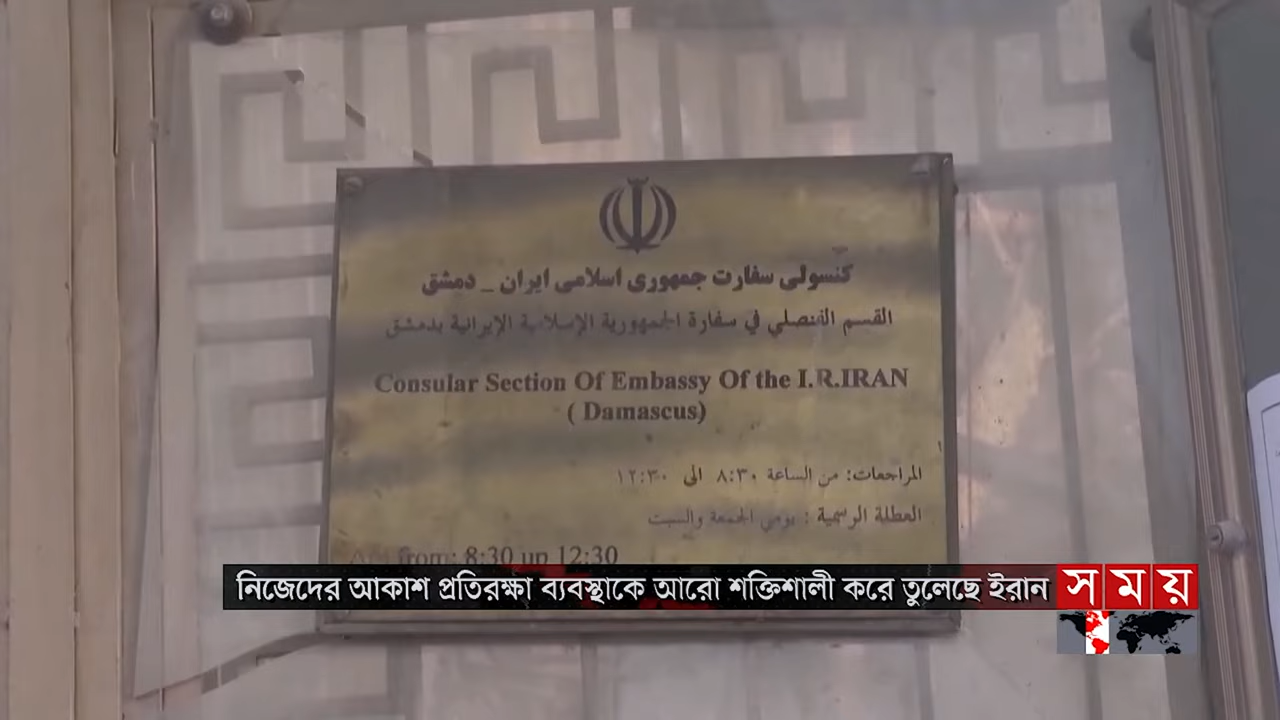 کنّسولی سفارت جمهوری اسلامی ایران _ دمشق
القسم القنصلي في سفارة الجمهورية الإسلامية الإيرانية بدمشق
Consular Section Of Embassy Of the I.R.IRAN
( Damascus)
المراجعات: من الساعة ٨:٣٠ الى ١٢:٣٠
العطلة الرسمية : يومي الجمعة والسبت
from: 8:30 up 12:30
নিজেদের আকাশ প্রতিরক্ষা ব্যবস্থাকে আরো শক্তিশালী করে তুলেছে ইরান
সময়